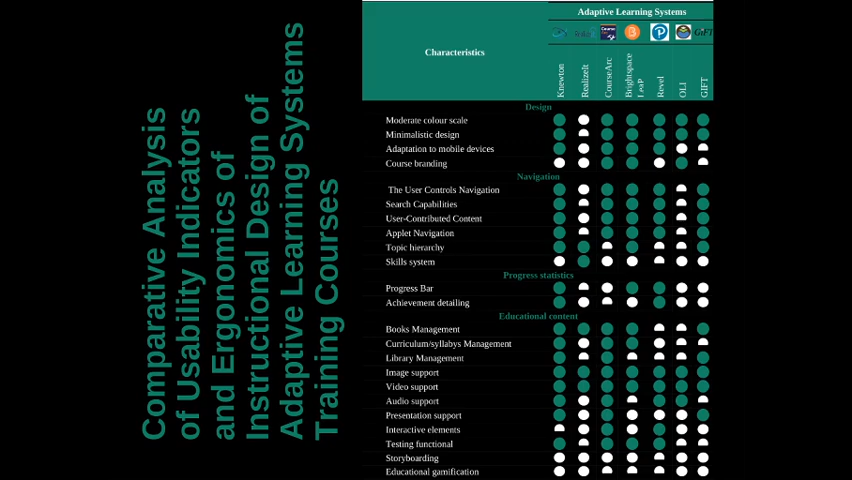 Comparative Analysis
of Usability Indicators
and Ergonomics of
Instructional Design of
Adaptive Learning Systems
Training Courses
Adaptive Learning Systems
Characteristics
Knewton
Realizeit
CourseArc
Brightspace
LeaP
Revel
OLI
GIFT
Design
Moderate colour scale
Minimalistic design
Adaptation to mobile devices
Course branding
Navigation
The User Controls Navigation
Search Capabilities
User-Contributed Content
Applet Navigation
Topic hierarchy
Skills system
Progress statistics
Progress Bar
Achievement detailing
Educational content
Books Management
Curriculum/syllabys Management
Library Management
Image support
Video support
Audio support
Presentation support
Interactive elements
Testing functional
Storyboarding
Educational gamification